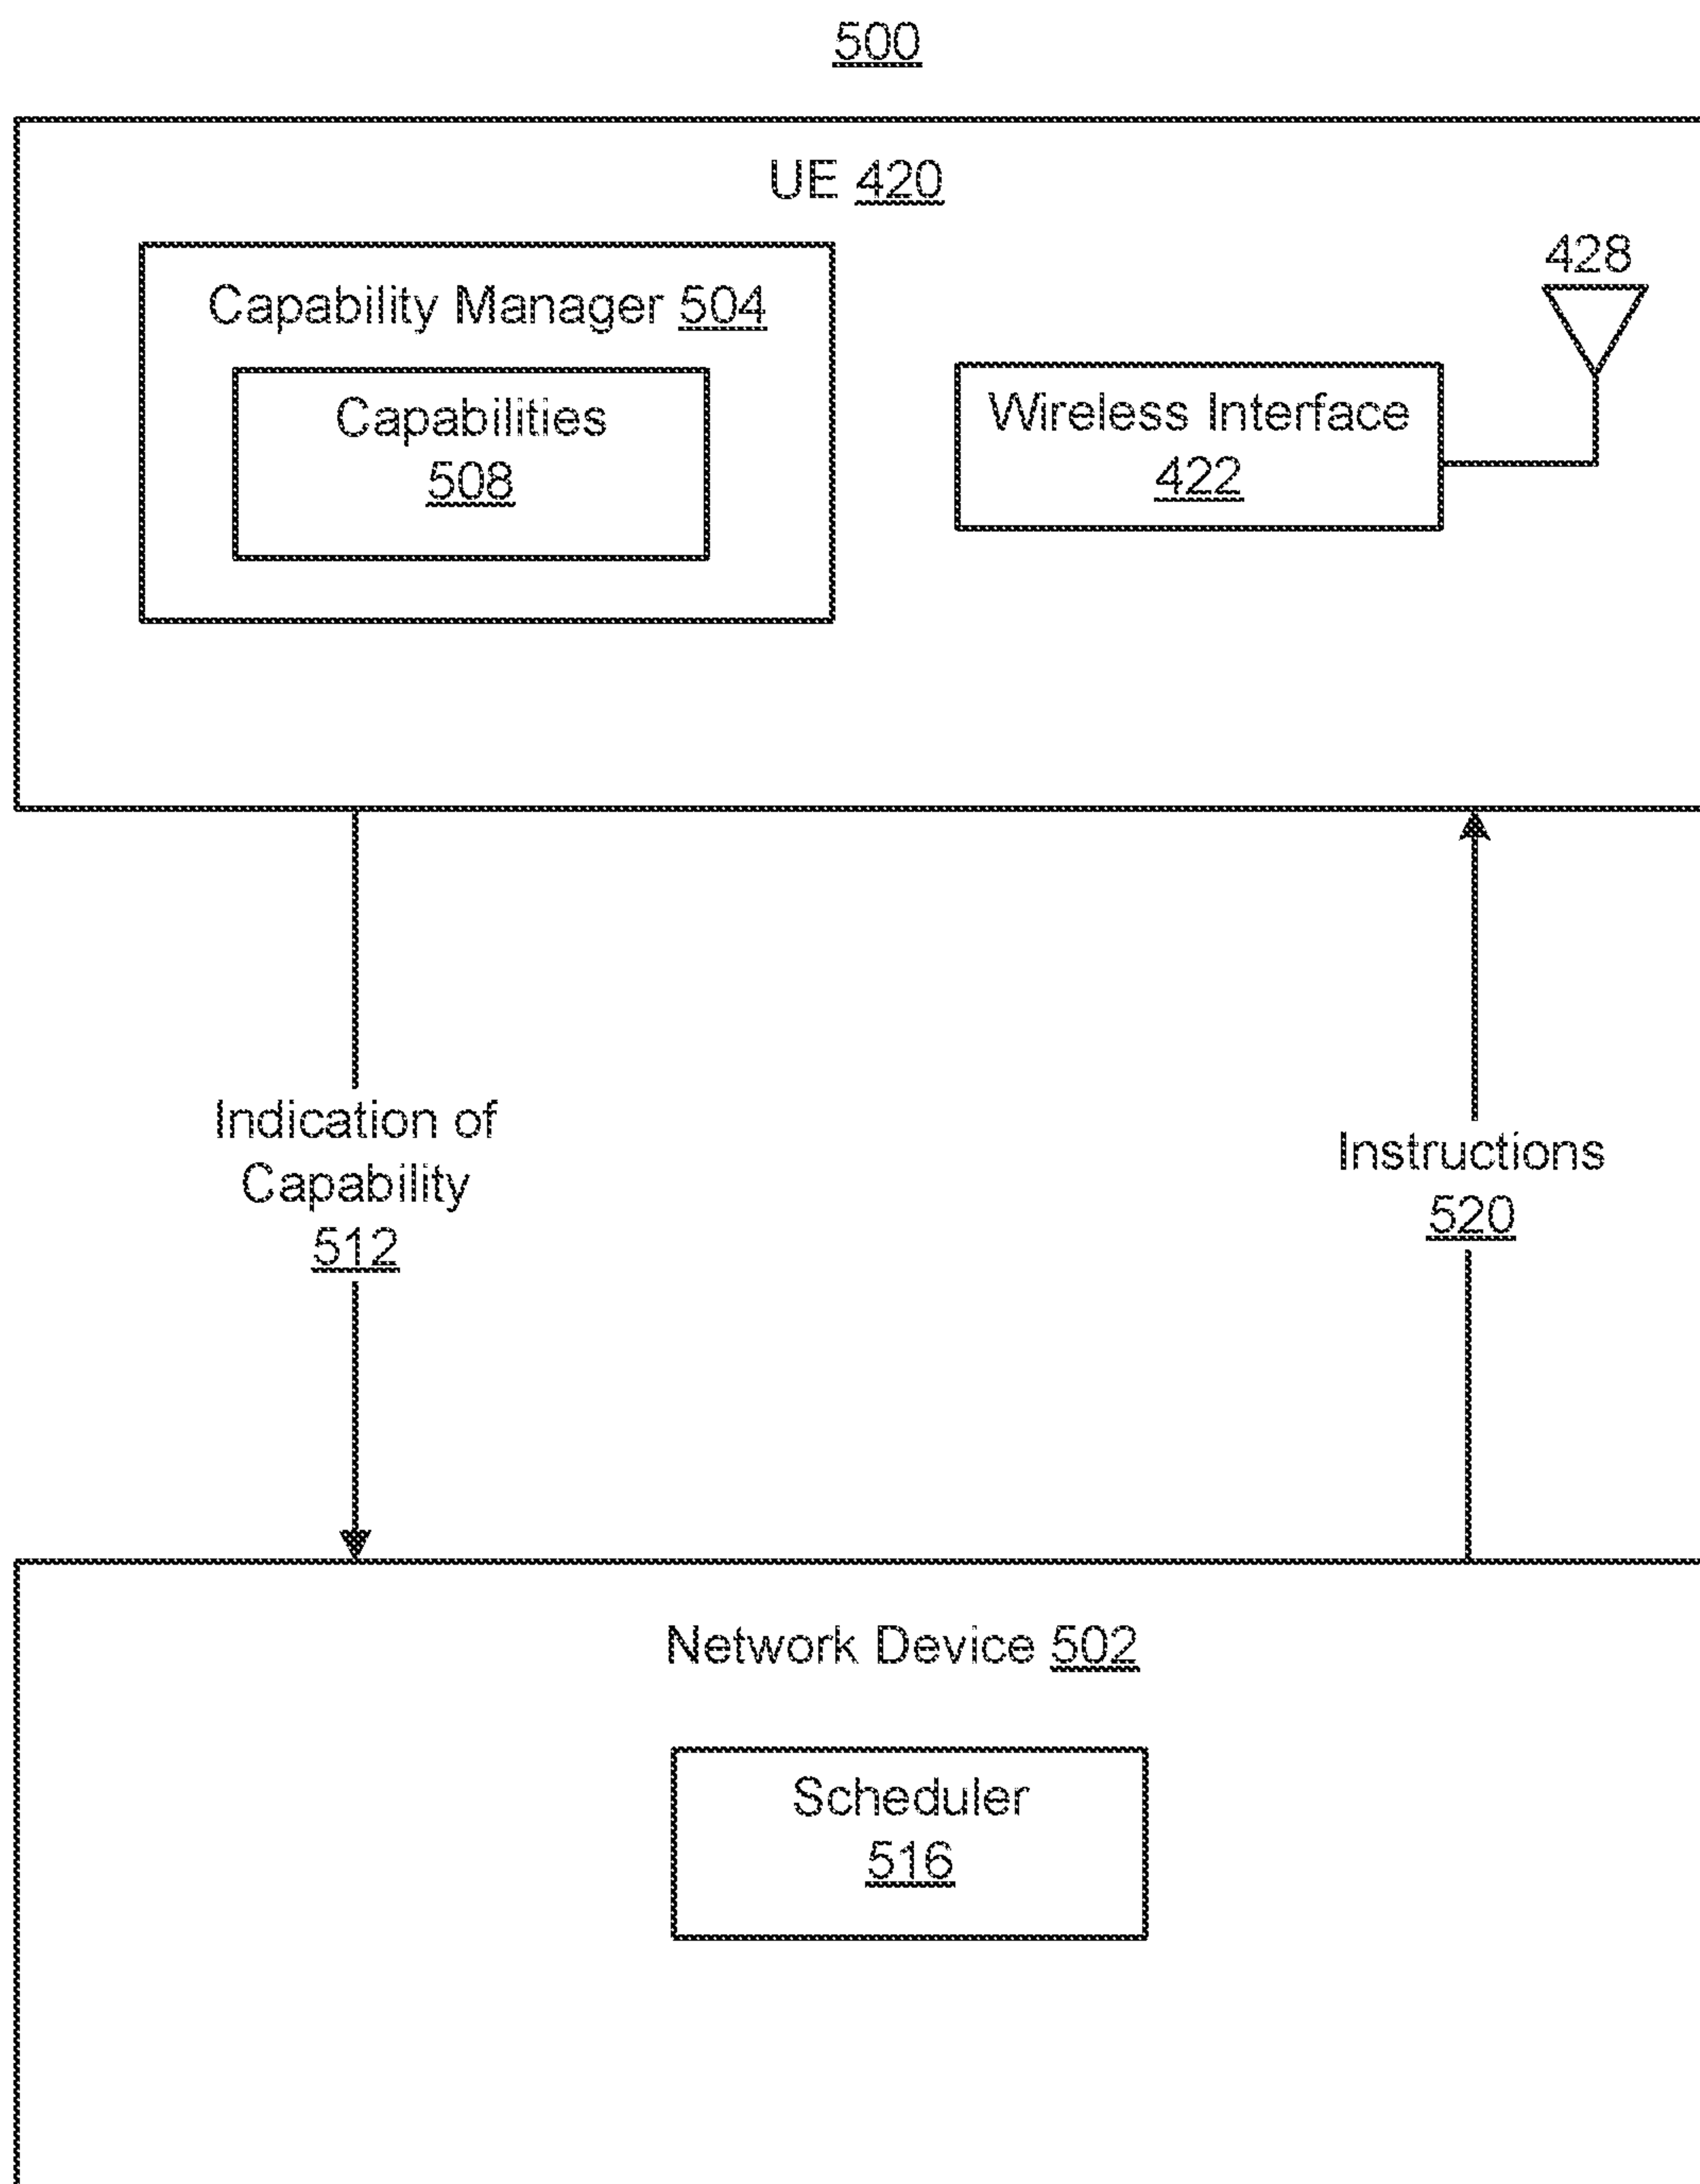 500
UE 420
428
Capability Manager 504
Capabilities
508
Wireless Interface
422
Indication of
Capability
512
Instructions
520
Network Device 502
Scheduler
516